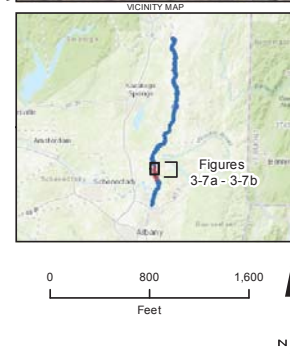 VICINITY MAP
Saratoga
Springs
Amsterdam
Schenectady
Figures
3-7a - 3-7b
Albany
0 800 1,600
Feet
N